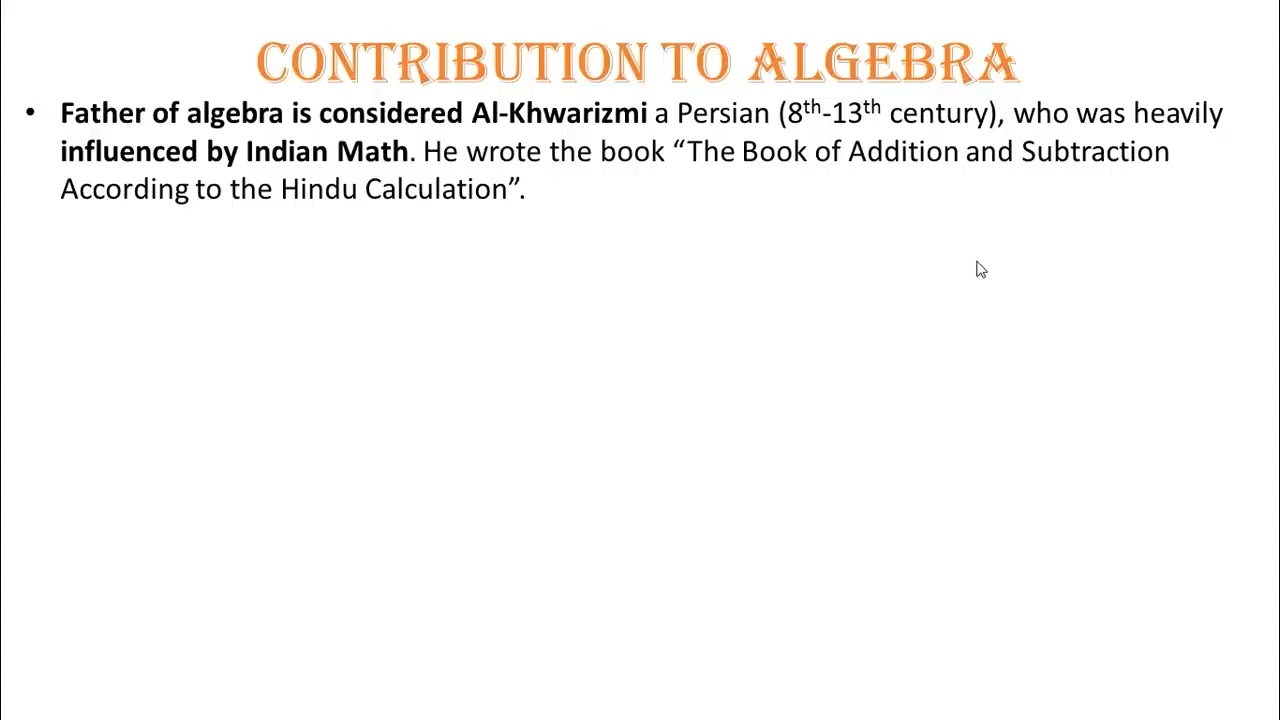 CONTRIBUTION TO ALGEBRA
• Father of algebra is considered Al-Khwarizmi a Persian (8th-13th century), who was heavily
influenced by Indian Math. He wrote the book “The Book of Addition and Subtraction
According to the Hindu Calculation”.